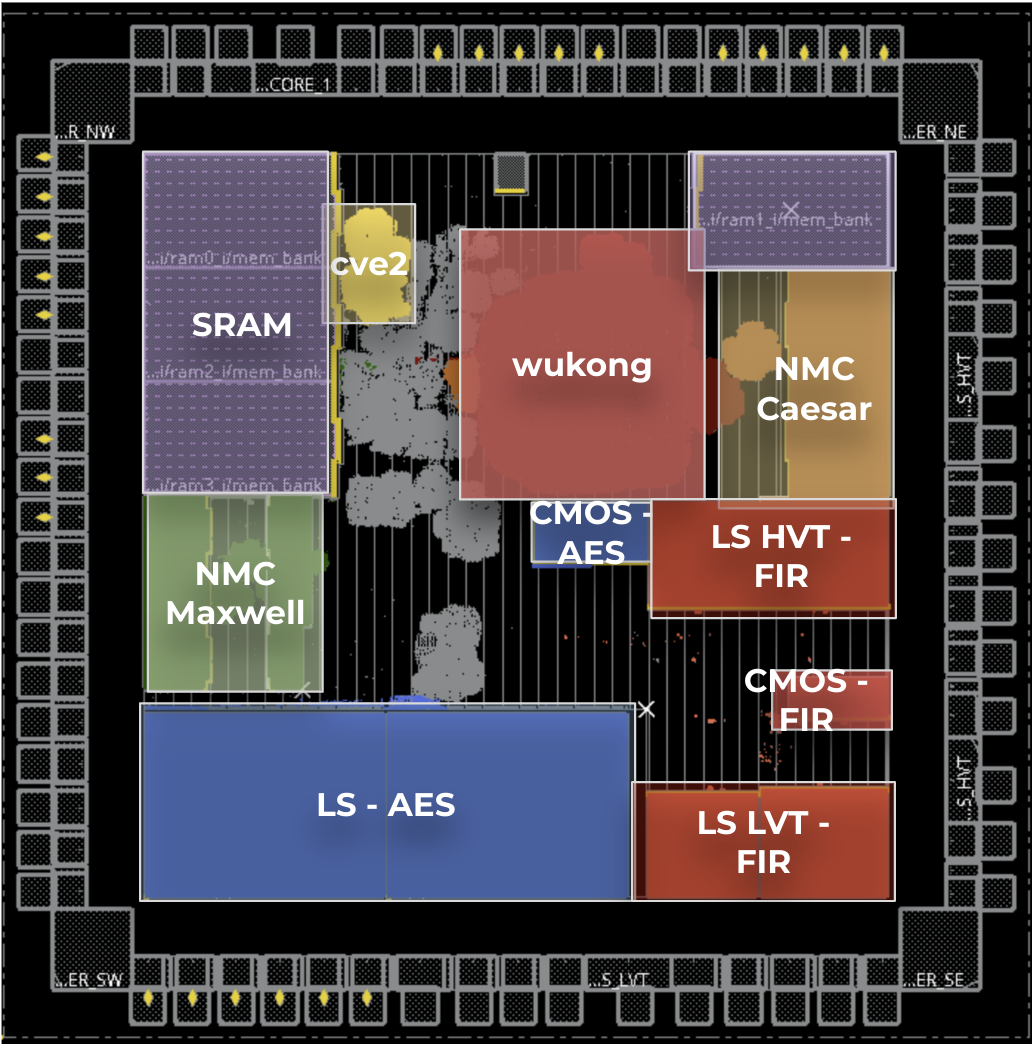 ...CORE_1
...R_NW
...ER_NE
...i/ram1_i/mem_bank
...i/ram0_i/mem_bank
cve2
SRAM
wukong
NMC
Caesar
...i/ram2_i/mem_bank
...S_HVT
...i/ram3_i/mem_bank
CMOS -
AES
LS HVT -
FIR
NMC
Maxwell
CMOS -
FIR
LS - AES
LS LVT -
FIR
...S_HVT
...ER_SW
...S_LVT
...ER_SE